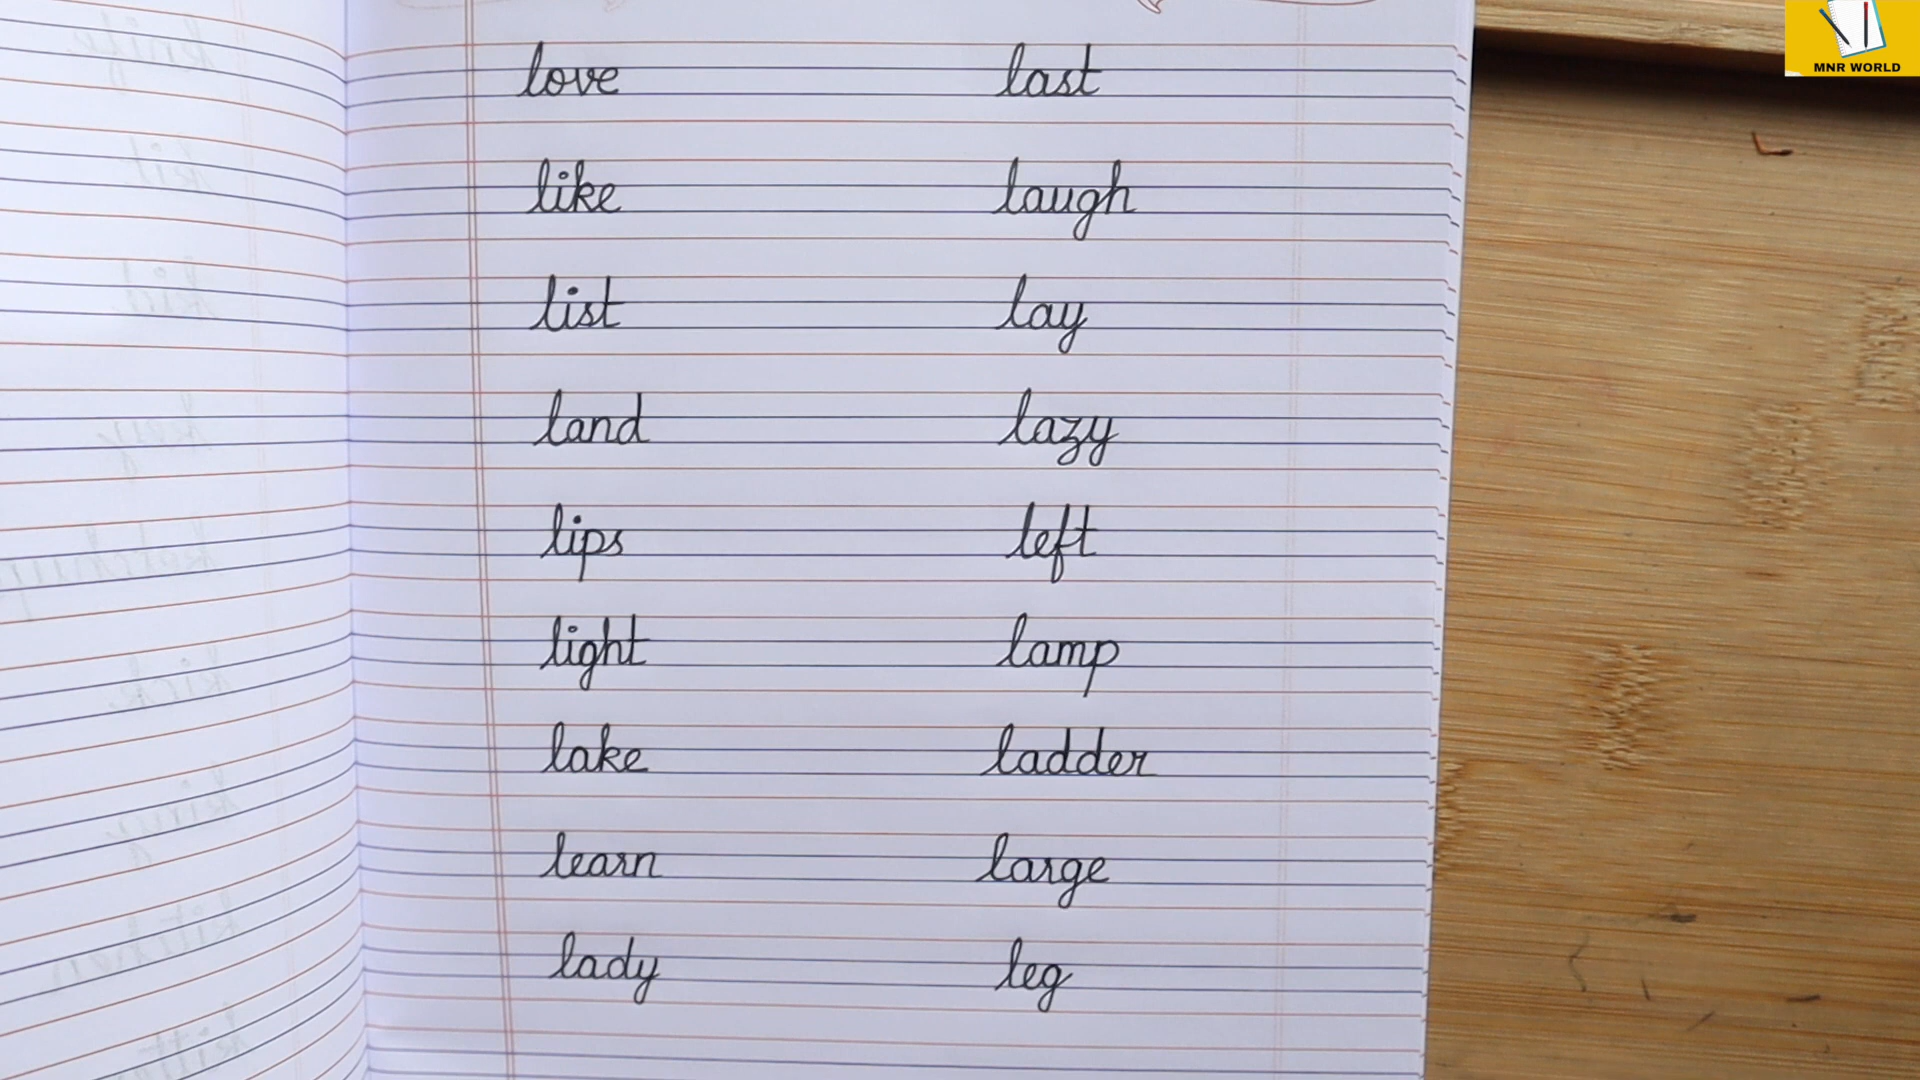 love last
like laugh
list lay
land lazy
lips left
light lamp
lake ladder
learn large
lady leg
MNR WORLD